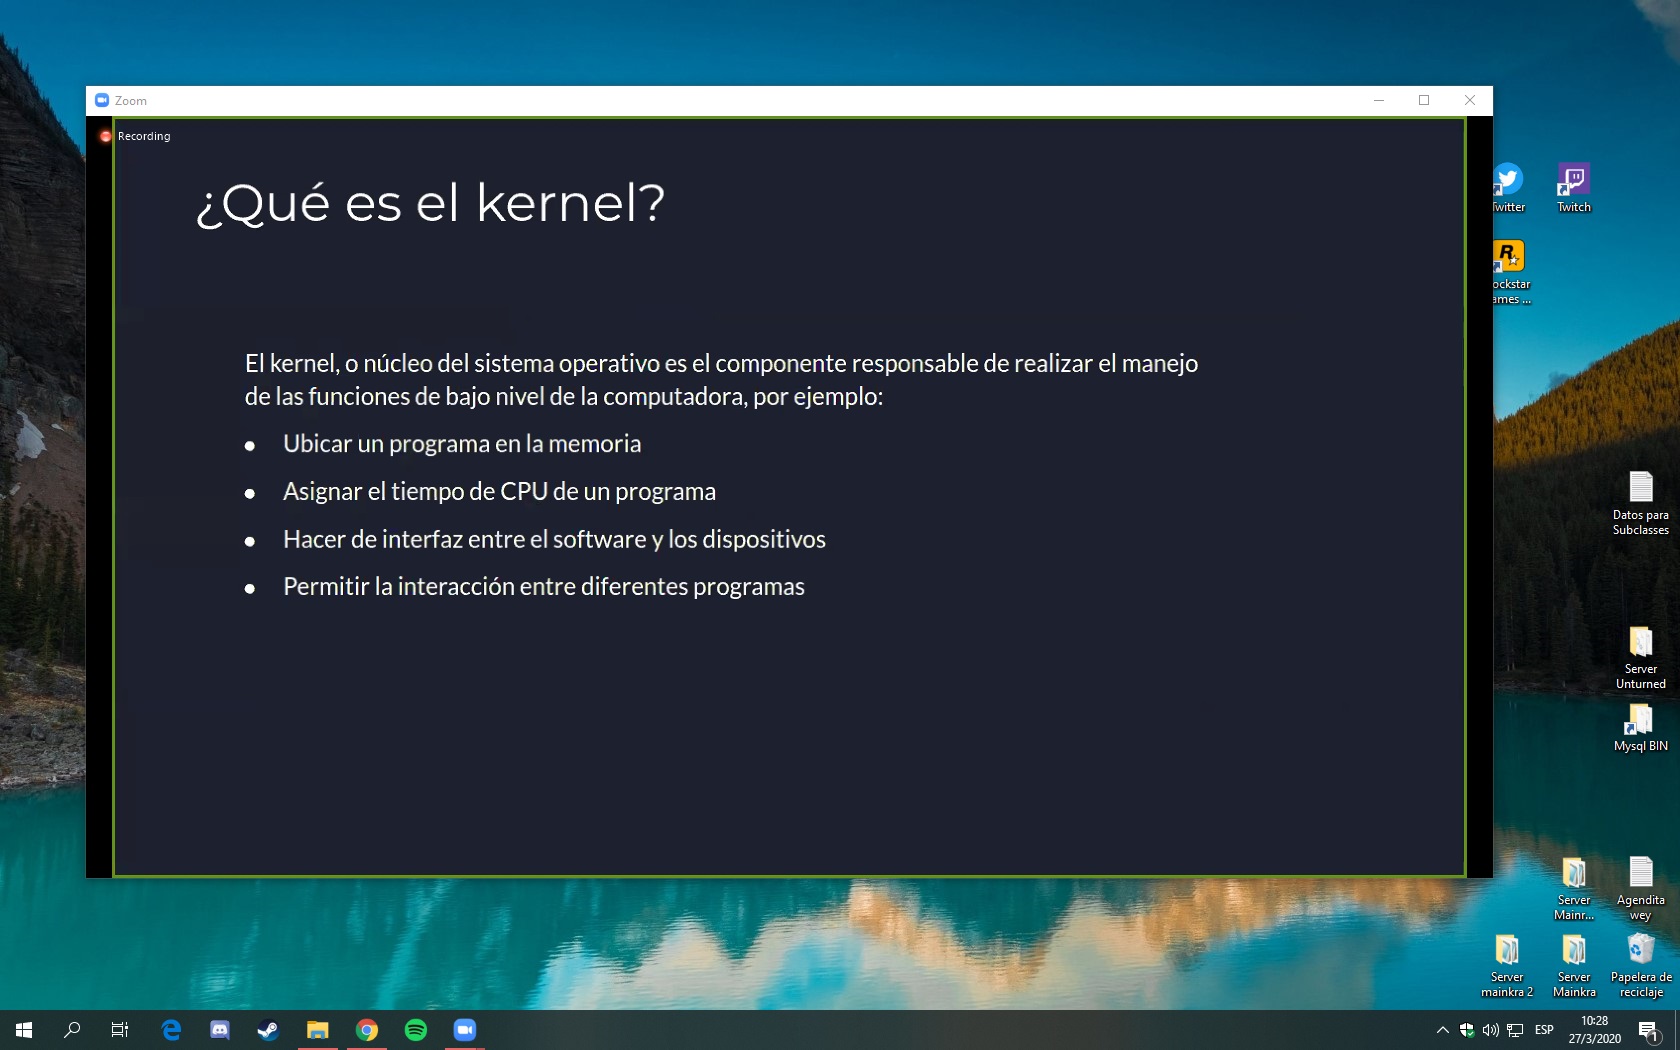 Zoom
Recording
¿Qué es el kernel?
El kernel, o núcleo del sistema operativo es el componente responsable de realizar el manejo
de las funciones de bajo nivel de la computadora, por ejemplo:
● Ubicar un programa en la memoria
● Asignar el tiempo de CPU de un programa
● Hacer de interfaz entre el software y los dispositivos
● Permitir la interacción entre diferentes programas
Twitter
Twitch
ockstar
ames ...
Datos para
Subclasses
Server
Unturned
Mysql BIN
Server
Mainr...
Agendita
wey
Server
mainkra 2
Server
Mainkra
Papelera de
reciclaje
ESP
10:28
27/3/2020
1